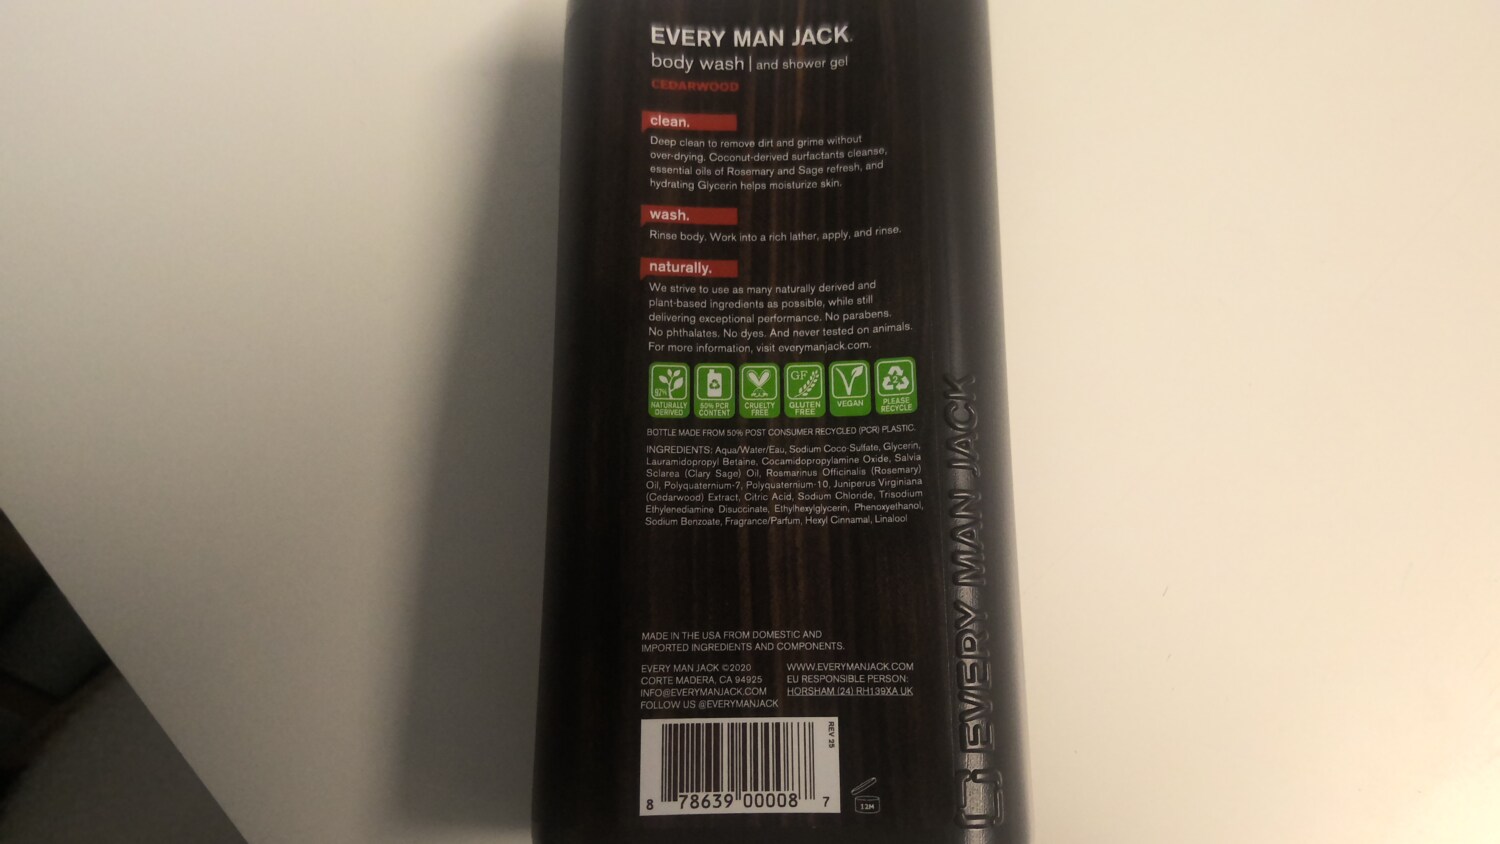 EVERY MAN JACK.
body wash | and shower gel
CEDARWOOD
clean.
Deep clean to remove dirt and grime without
over-drying. Coconut-derived surfactants cleanse,
essential oils of Rosemary and Sage refresh, and
hydrating Glycerin helps moisturize skin.
wash.
Rinse body. Work into a rich lather, apply, and rinse.
naturally.
We strive to use as many naturally derived and
plant-based ingredients as possible, while still
delivering exceptional performance. No parabens.
No phthalates. No dyes. And never tested on animals.
For more information, visit everymanjack.com.
NATURALLY DERIVED
50% PCR CONTENT
CRUELTY FREE
GF GLUTEN FREE
VEGAN
2 PLEASE RECYCLE
BOTTLE MADE FROM 50% POST CONSUMER RECYCLED (PCR) PLASTIC.
INGREDIENTS: Aqua/Water/Eau, Sodium Coco-Sulfate, Glycerin,
Lauramidopropyl Betaine, Cocamidopropylamine Oxide, Salvia
Sclarea (Clary Sage) Oil, Rosmarinus Officinalis (Rosemary)
Oil, Polyquaternium-7, Polyquaternium-10, Juniperus Virginiana
(Cedarwood) Extract, Citric Acid, Sodium Chloride, Trisodium
Ethylenediamine Disuccinate, Ethylhexylglycerin, Phenoxyethanol,
Sodium Benzoate, Fragrance/Parfum, Hexyl Cinnamal, Linalool
MADE IN THE USA FROM DOMESTIC AND
IMPORTED INGREDIENTS AND COMPONENTS.
EVERY MAN JACK ©2020
CORTE MADERA, CA 94925
INFO@EVERYMANJACK.COM
FOLLOW US @EVERYMANJACK
WWW.EVERYMANJACK.COM
EU RESPONSIBLE PERSON:
HORSHAM (24) RH139XA UK
REV 25
8 78639 00008 7
12M
EVERY MAN JACK